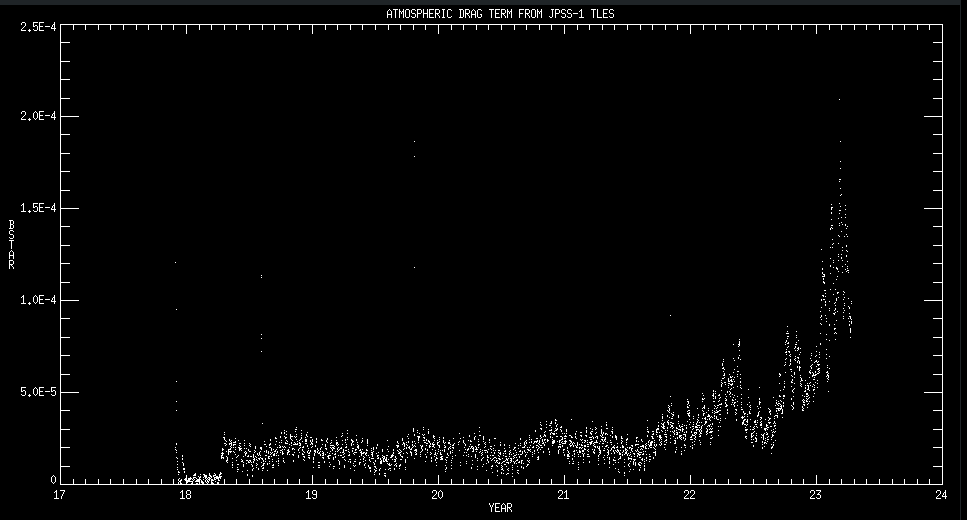 ATMOSPHERIC DRAG TERM FROM JPSS-1 TLES
2.5E-4
2.0E-4
1.5E-4
BSTAR
1.0E-4
5.0E-5
0
17 18 19 20 21 22 23 24
YEAR